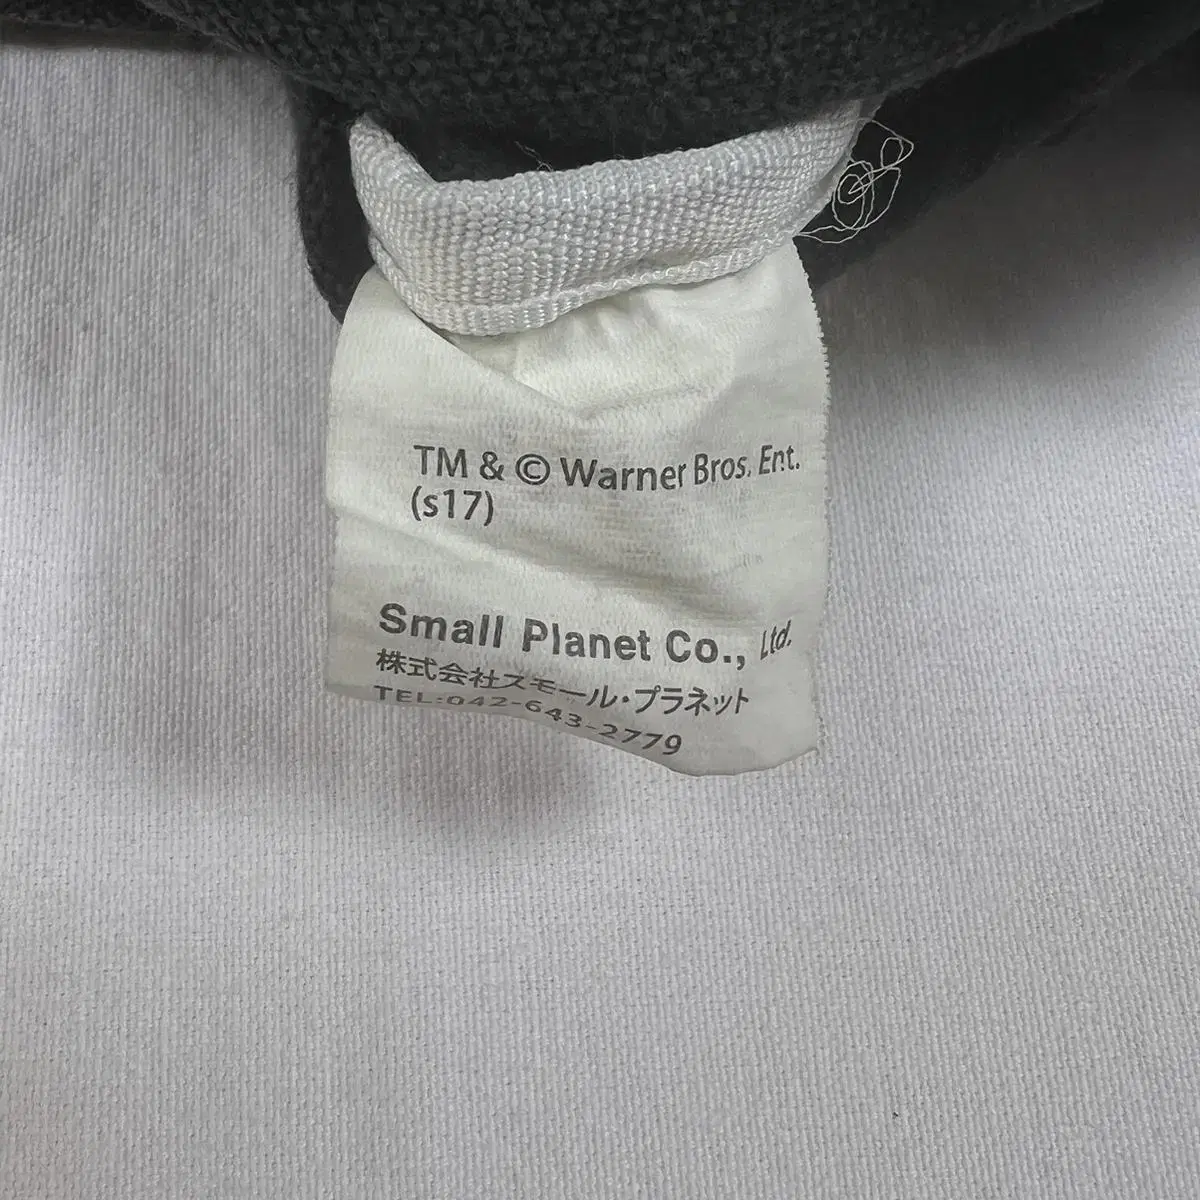 TM & © Warner Bros. Ent.
(s17)
Small Planet Co., Ltd.
株式会社スモール・プラネット
TEL:042-643-2779